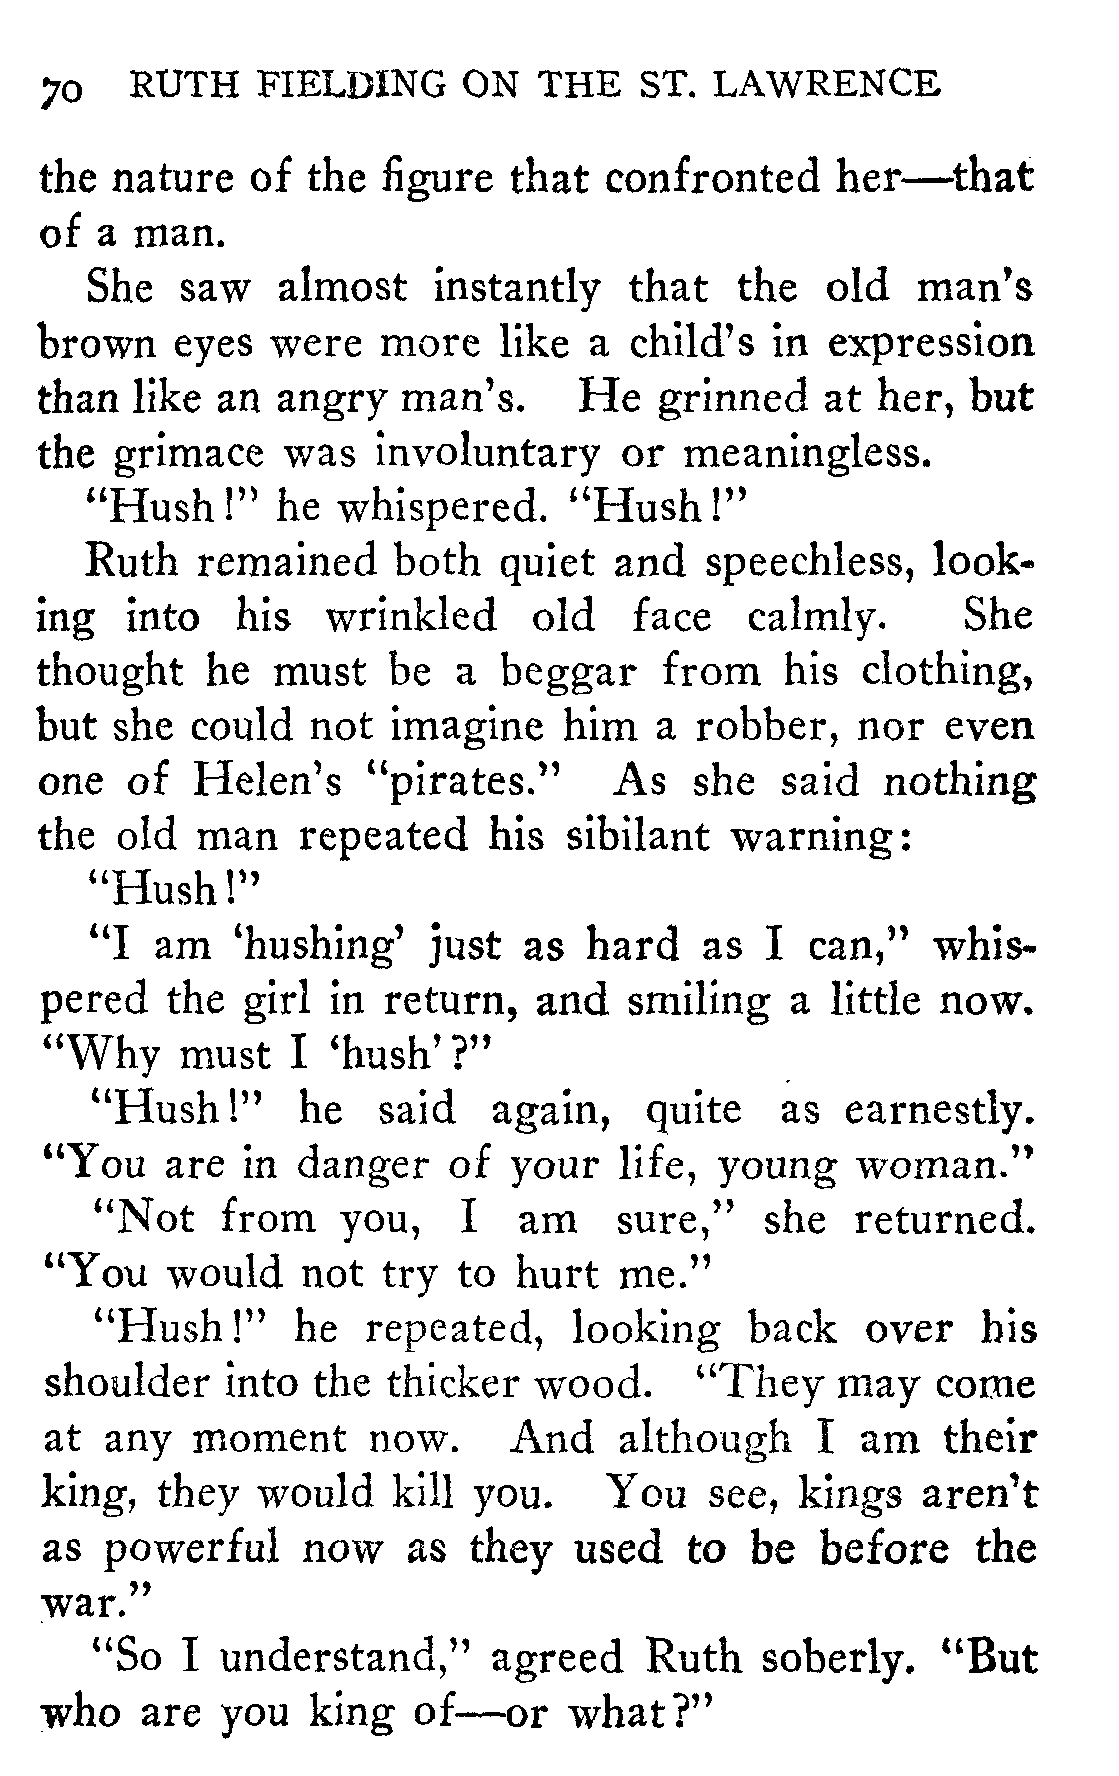 70 RUTH FIELDING ON THE ST. LAWRENCE
the nature of the figure that confronted her—that
of a man.
She saw almost instantly that the old man's
brown eyes were more like a child's in expression
than like an angry man's. He grinned at her, but
the grimace was involuntary or meaningless.
"Hush!" he whispered. "Hush!"
Ruth remained both quiet and speechless, look-
ing into his wrinkled old face calmly. She
thought he must be a beggar from his clothing,
but she could not imagine him a robber, nor even
one of Helen's "pirates." As she said nothing
the old man repeated his sibilant warning:
"Hush!"
"I am 'hushing' just as hard as I can," whis-
pered the girl in return, and smiling a little now.
"Why must I 'hush'?"
"Hush!" he said again, quite as earnestly.
"You are in danger of your life, young woman."
"Not from you, I am sure," she returned.
"You would not try to hurt me."
"Hush!" he repeated, looking back over his
shoulder into the thicker wood. "They may come
at any moment now. And although I am their
king, they would kill you. You see, kings aren't
as powerful now as they used to be before the
war."
"So I understand," agreed Ruth soberly. "But
who are you king of—or what?"